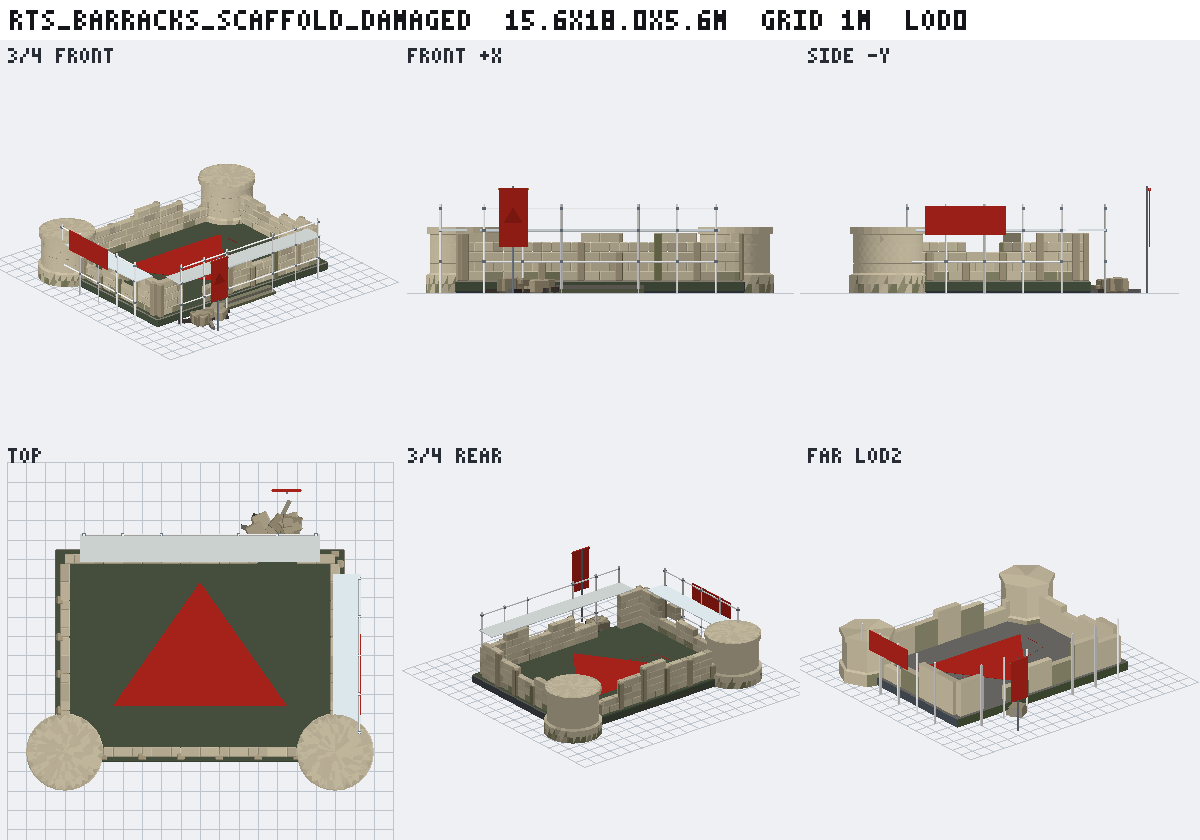 RTS_BARRACKS_SCAFFOLD_DAMAGED 15.6X18.0X5.6M GRID 1M LOD0
3/4 FRONT
FRONT +X
SIDE -Y
TOP
3/4 REAR
FAR LOD2